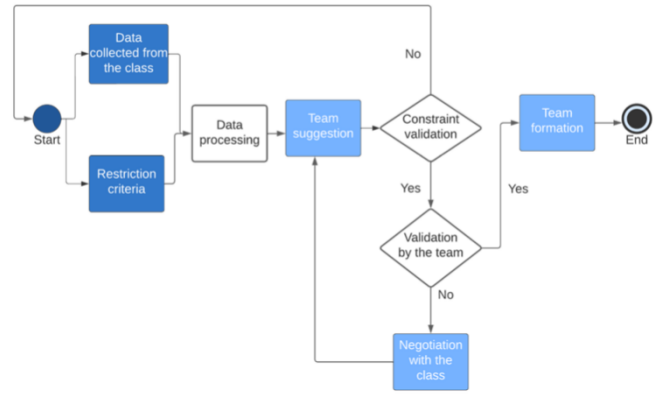 Start
Data
collected from
the class
Restriction
criteria
Data
processing
Team
suggestion
No
Constraint
validation
Yes
Validation
by the team
Yes
No
Negotiation
with the
class
Team
formation
End